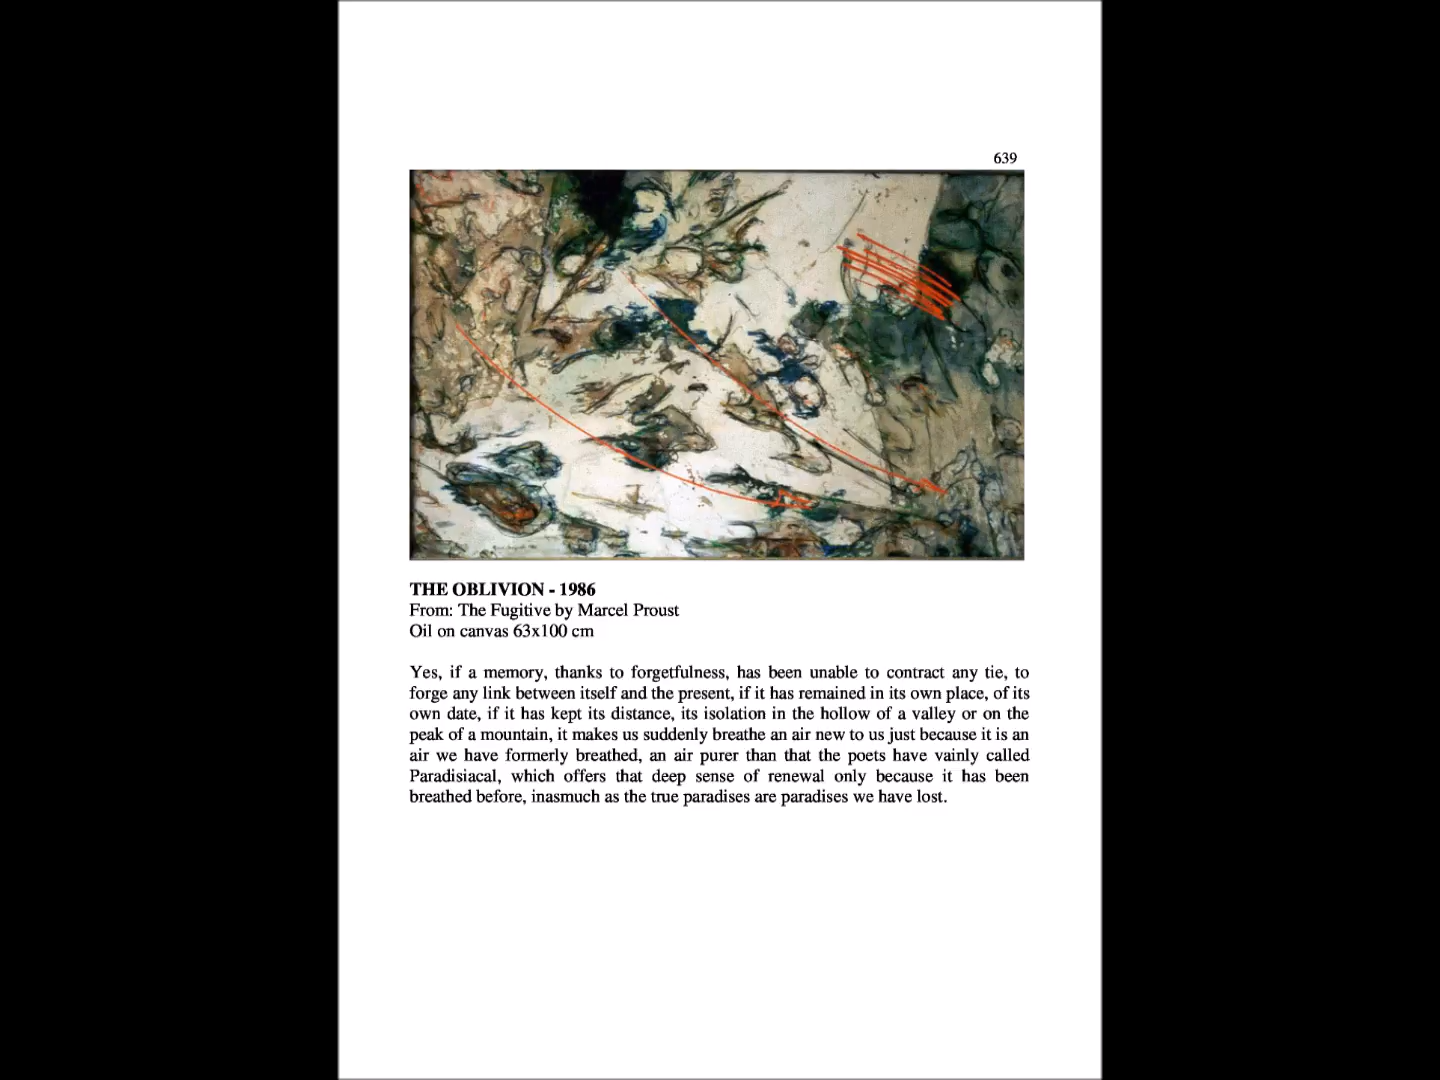 639
THE OBLIVION - 1986
From: The Fugitive by Marcel Proust
Oil on canvas 63x100 cm
Yes, if a memory, thanks to forgetfulness, has been unable to contract any tie, to
forge any link between itself and the present, if it has remained in its own place, of its
own date, if it has kept its distance, its isolation in the hollow of a valley or on the
peak of a mountain, it makes us suddenly breathe an air new to us just because it is an
air we have formerly breathed, an air purer than that the poets have vainly called
Paradisiacal, which offers that deep sense of renewal only because it has been
breathed before, inasmuch as the true paradises are paradises we have lost.